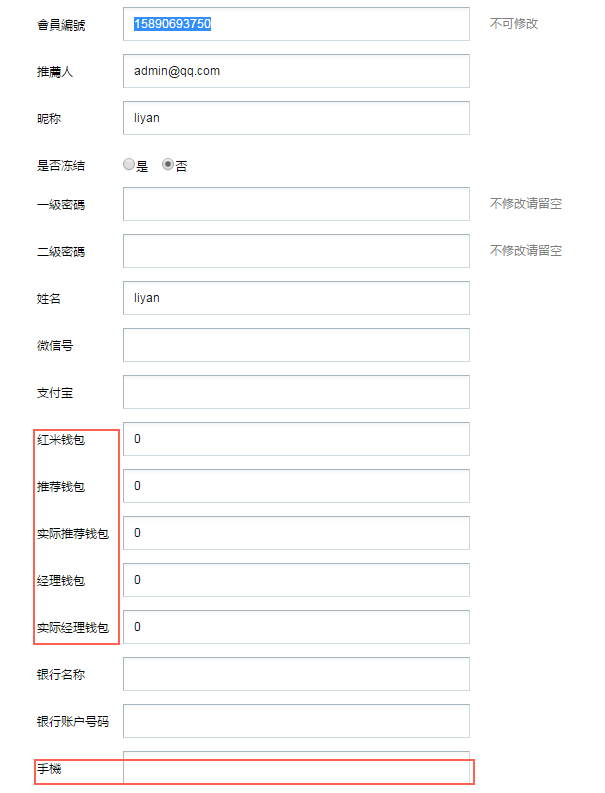 會員編號 15890693750 不可修改
推薦人 admin@qq.com
昵称 liyan
是否冻结 是 否
一級密碼 不修改请留空
二級密碼 不修改请留空
姓名 liyan
微信号
支付宝
红米钱包 0
推荐钱包 0
实际推荐钱包 0
经理钱包 0
实际经理钱包 0
银行名称
银行账户号码
手機